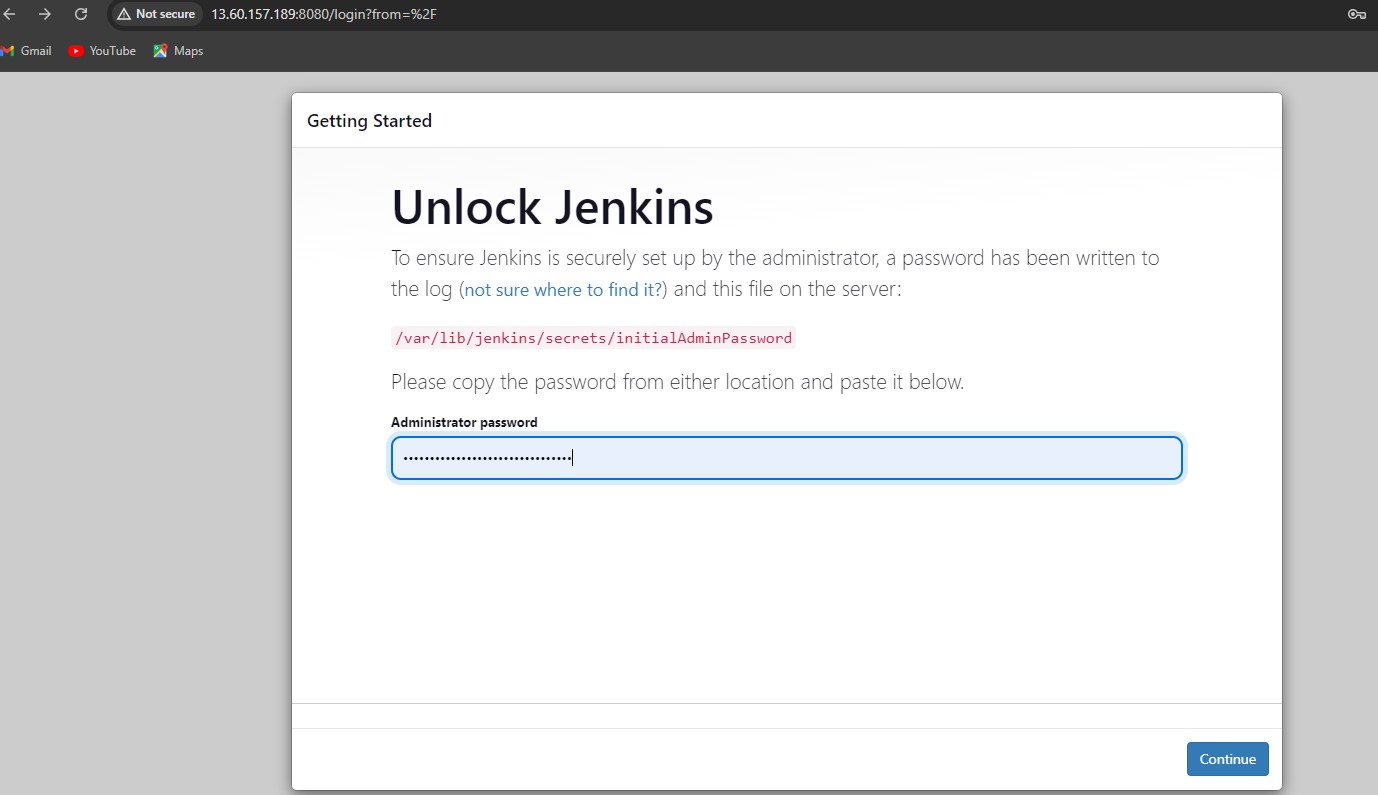 Not secure 13.60.157.189:8080/login?from=%2F
Gmail YouTube Maps
Getting Started
Unlock Jenkins
To ensure Jenkins is securely set up by the administrator, a password has been written to
the log (not sure where to find it?) and this file on the server:
/var/lib/jenkins/secrets/initialAdminPassword
Please copy the password from either location and paste it below.
Administrator password
Continue